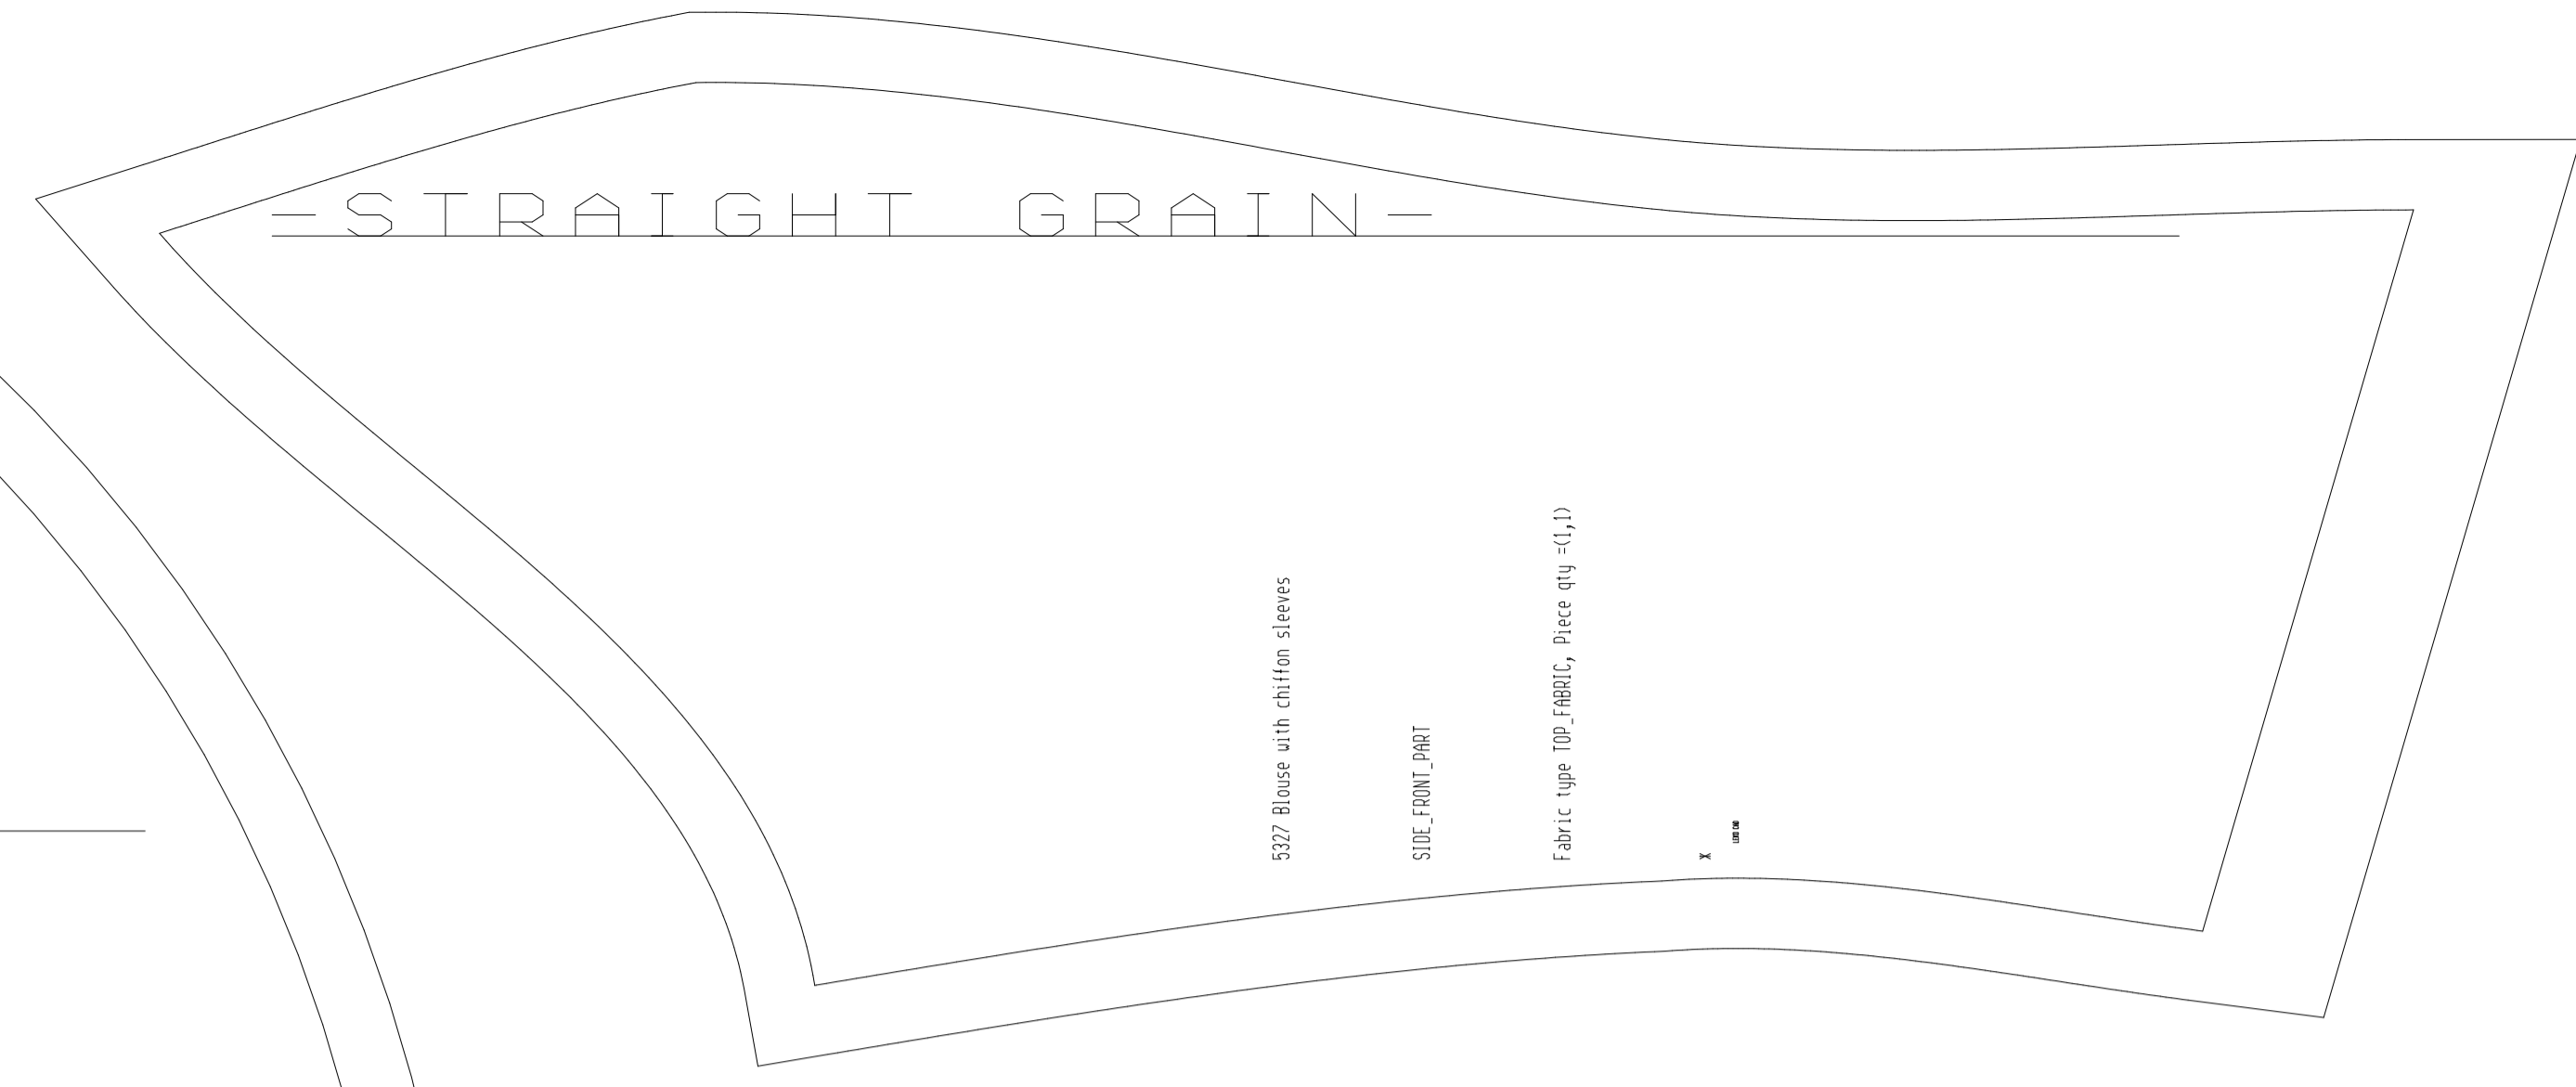 -STRAIGHT GRAIN-
5327 Blouse with chiffon sleeves
SIDE_FRONT_PART
Fabric type TOP_FABRIC, Piece qty =(1,1)